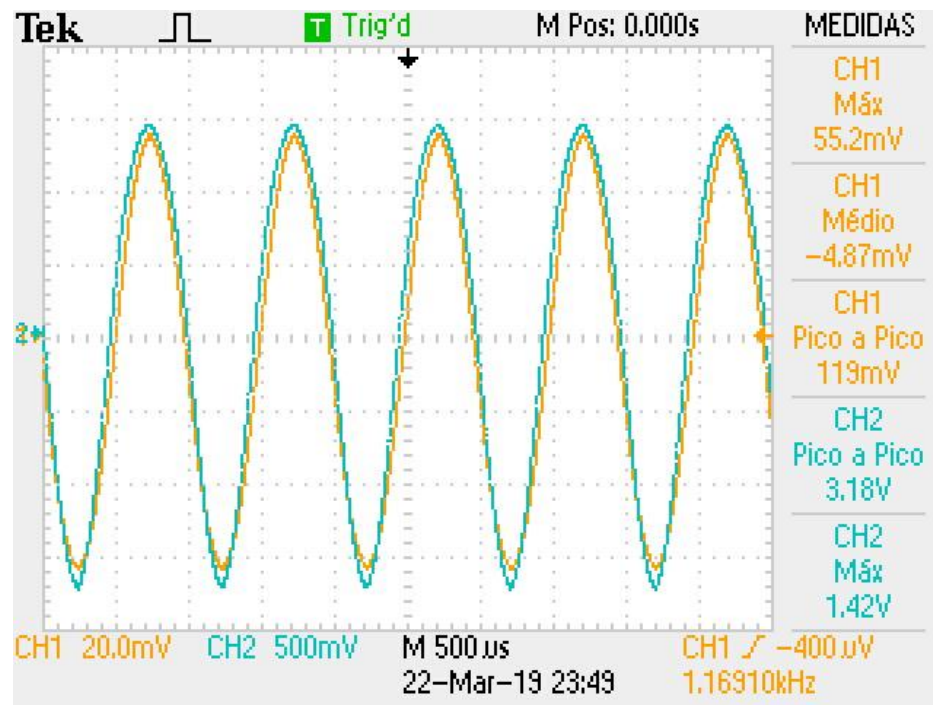 Tek T Trig'd M Pos: 0.000s MEDIDAS
CH1
Máx
55.2mV
CH1
Médio
-4.87mV
CH1
Pico a Pico
119mV
CH2
Pico a Pico
3.18V
CH2
Máx
1.42V
2
CH1 20.0mV CH2 500mV M 500us CH1 -400uV
22-Mar-19 23:49 1.16910kHz